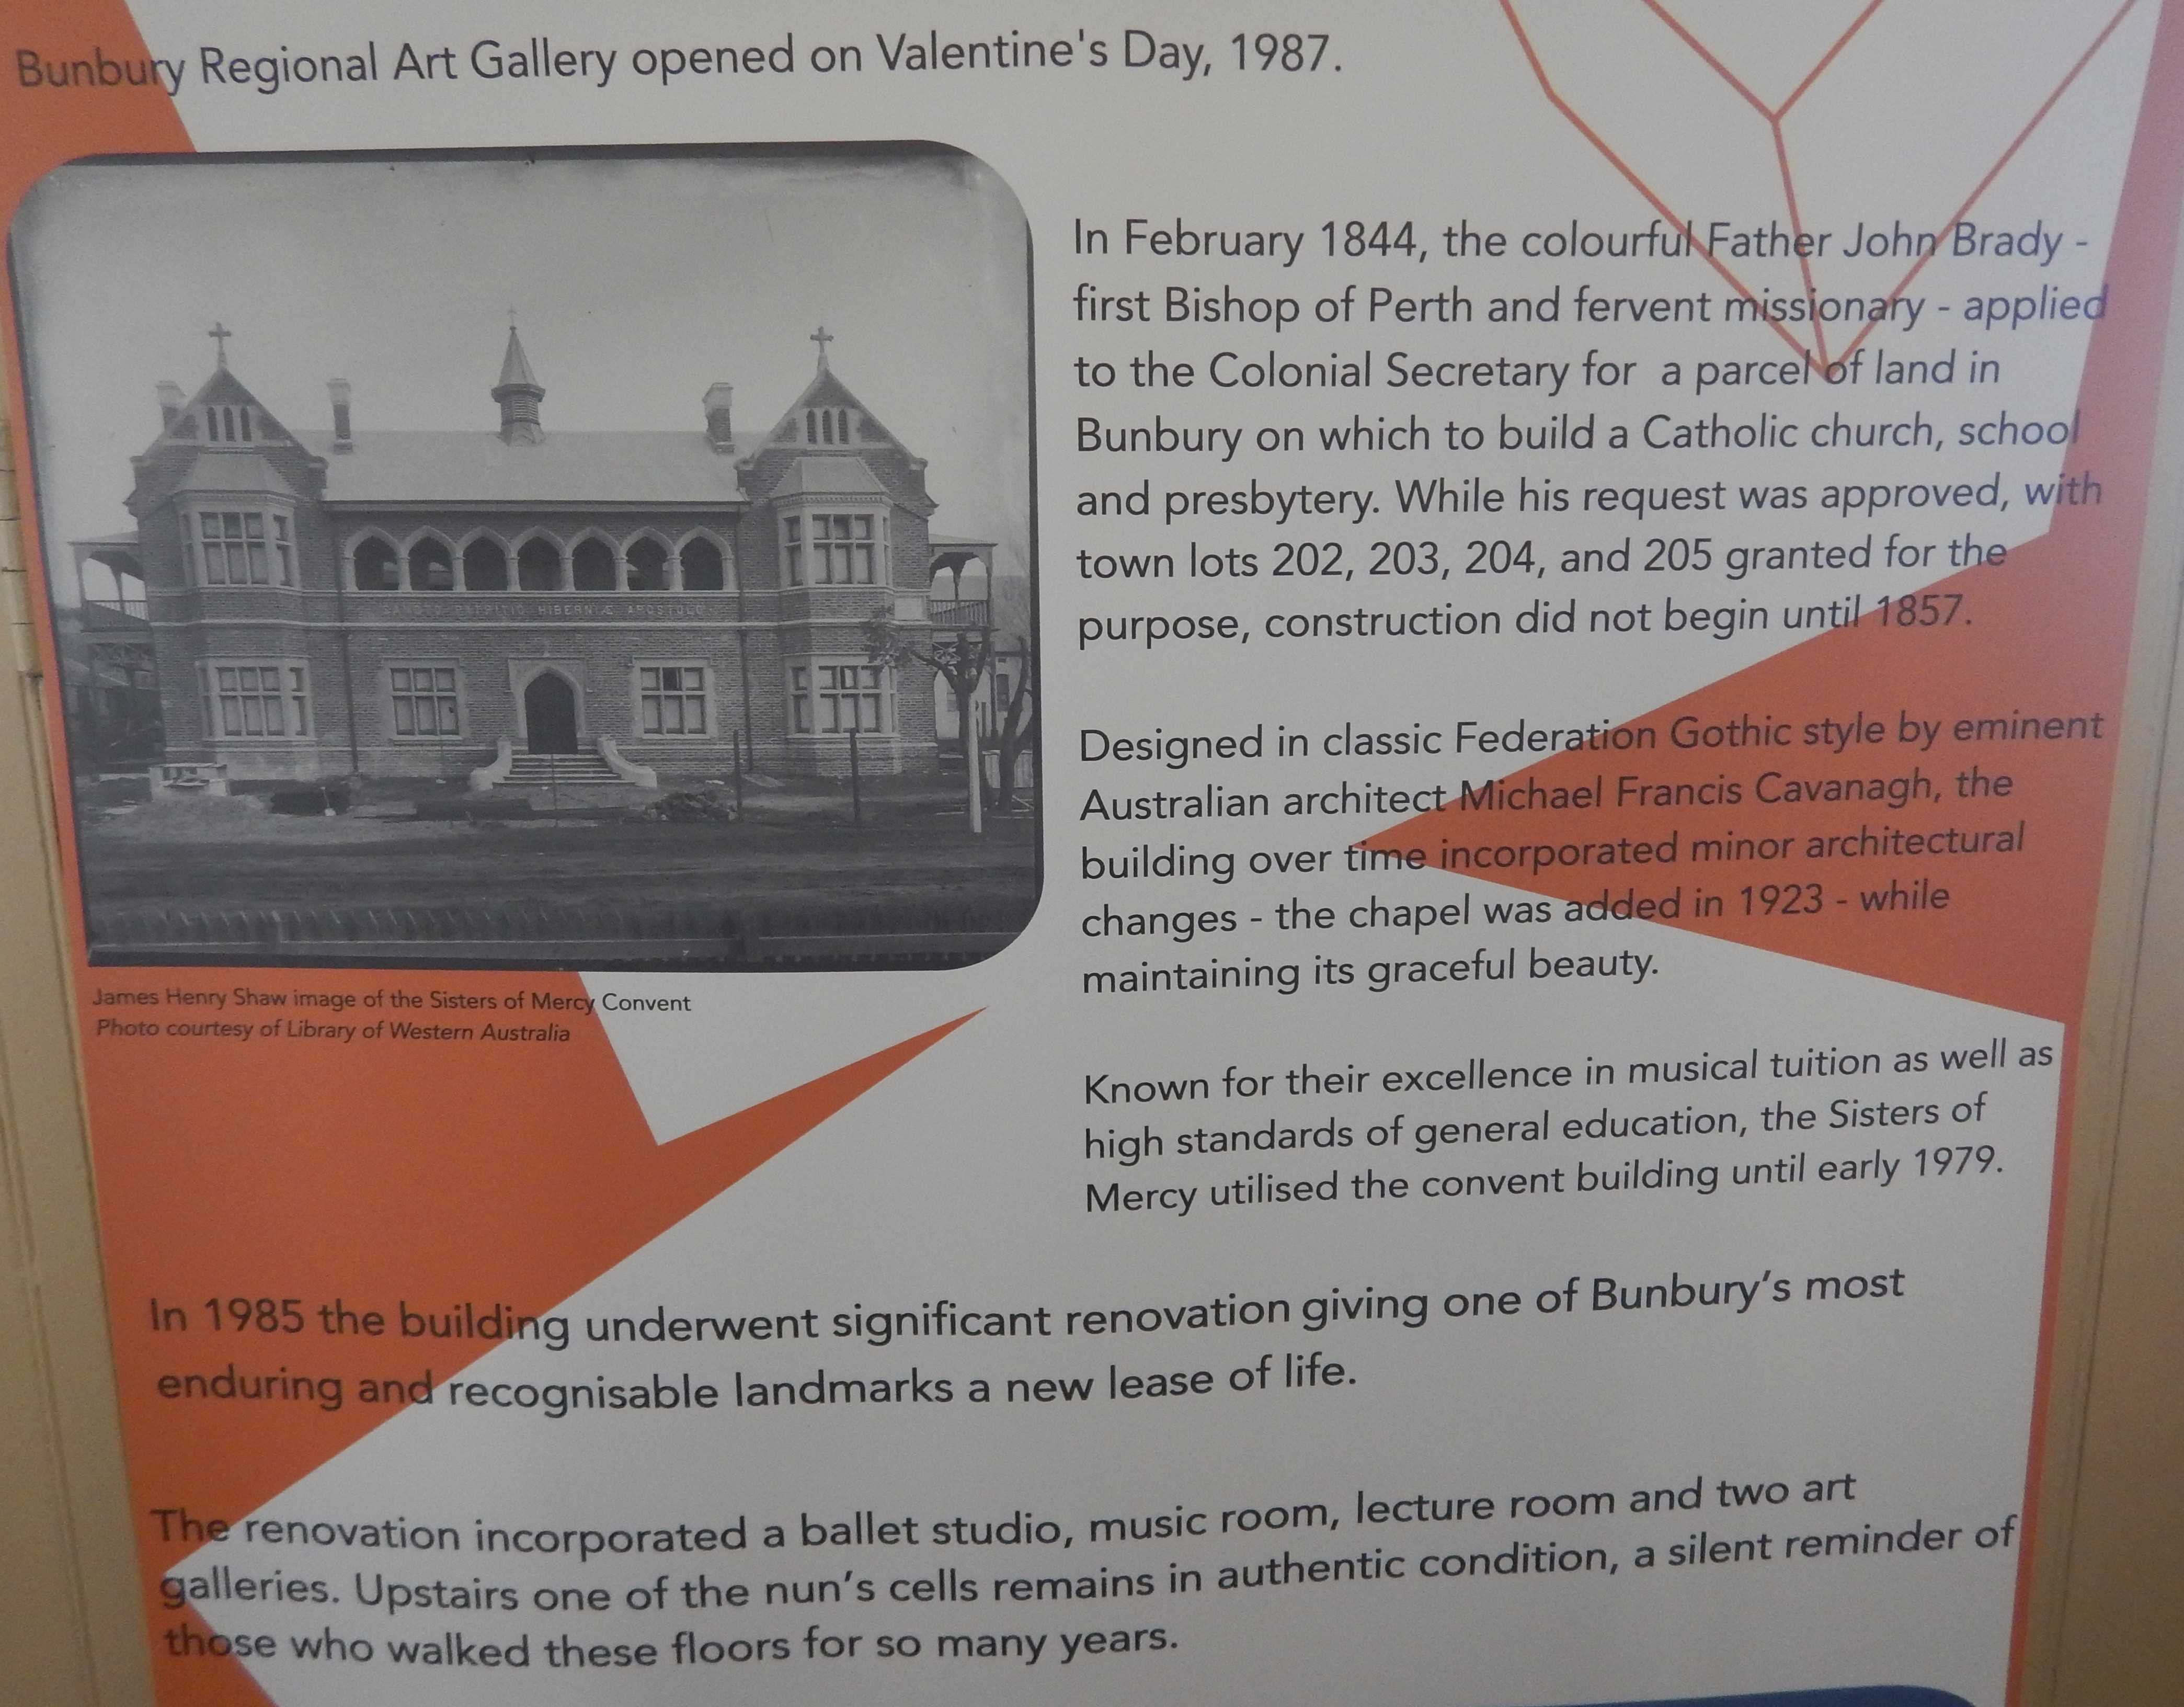 Bunbury Regional Art Gallery opened on Valentine's Day, 1987.
SANCTO PATRITIO HIBERNIÆ APOSTOLO
James Henry Shaw image of the Sisters of Mercy Convent
Photo courtesy of Library of Western Australia
In February 1844, the colourful Father John Brady -
first Bishop of Perth and fervent missionary - applied
to the Colonial Secretary for a parcel of land in
Bunbury on which to build a Catholic church, school
and presbytery. While his request was approved, with
town lots 202, 203, 204, and 205 granted for the
purpose, construction did not begin until 1857.
Designed in classic Federation Gothic style by eminent
Australian architect Michael Francis Cavanagh, the
building over time incorporated minor architectural
changes - the chapel was added in 1923 - while
maintaining its graceful beauty.
Known for their excellence in musical tuition as well as
high standards of general education, the Sisters of
Mercy utilised the convent building until early 1979.
In 1985 the building underwent significant renovation giving one of Bunbury’s most
enduring and recognisable landmarks a new lease of life.
The renovation incorporated a ballet studio, music room, lecture room and two art
galleries. Upstairs one of the nun’s cells remains in authentic condition, a silent reminder of
those who walked these floors for so many years.